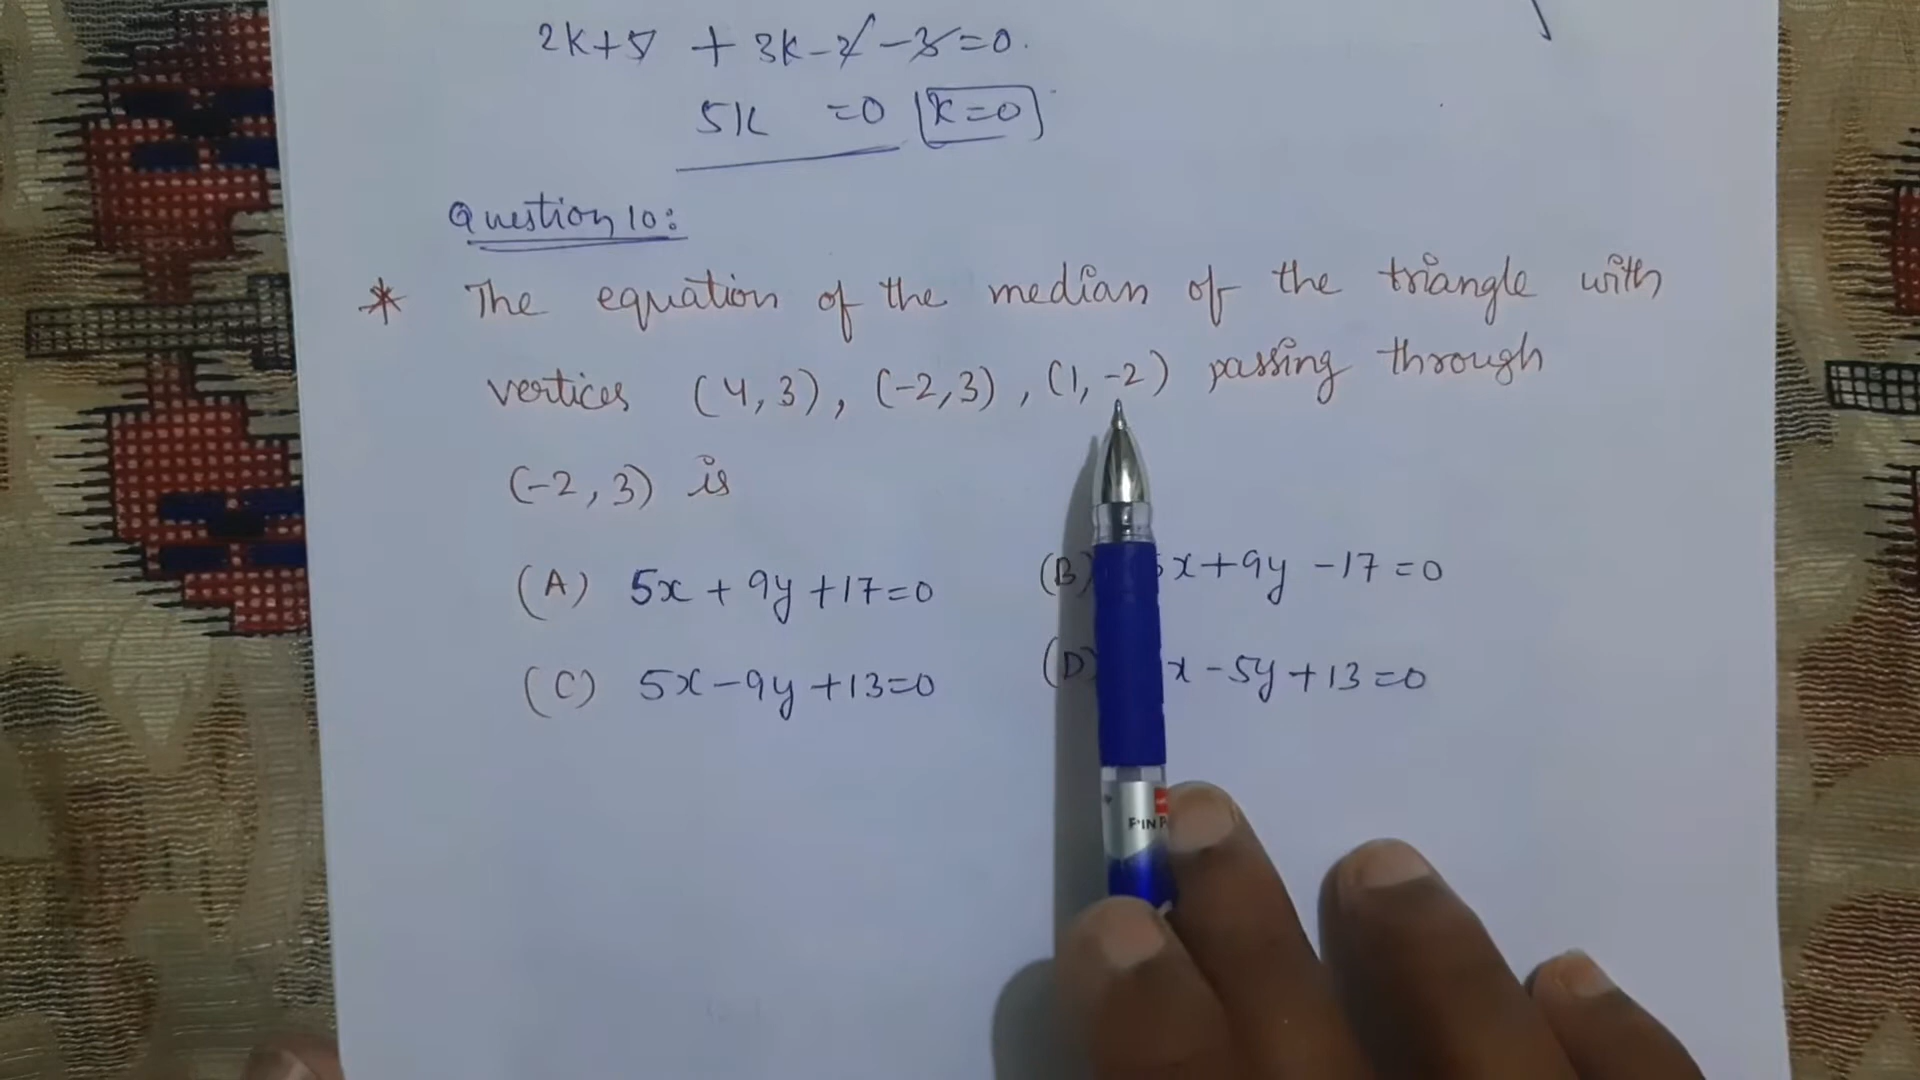 2k+5 + 3k-2-3=0.
5k =0 k=0
Question 10:
* The equation of the median of the triangle with
vertices (4,3), (-2,3), (1,-2) passing through
(-2,3) is
(A) 5x+9y+17=0 (B) x+9y-17=0
(C) 5x-9y+13=0 (D) x-5y+13=0